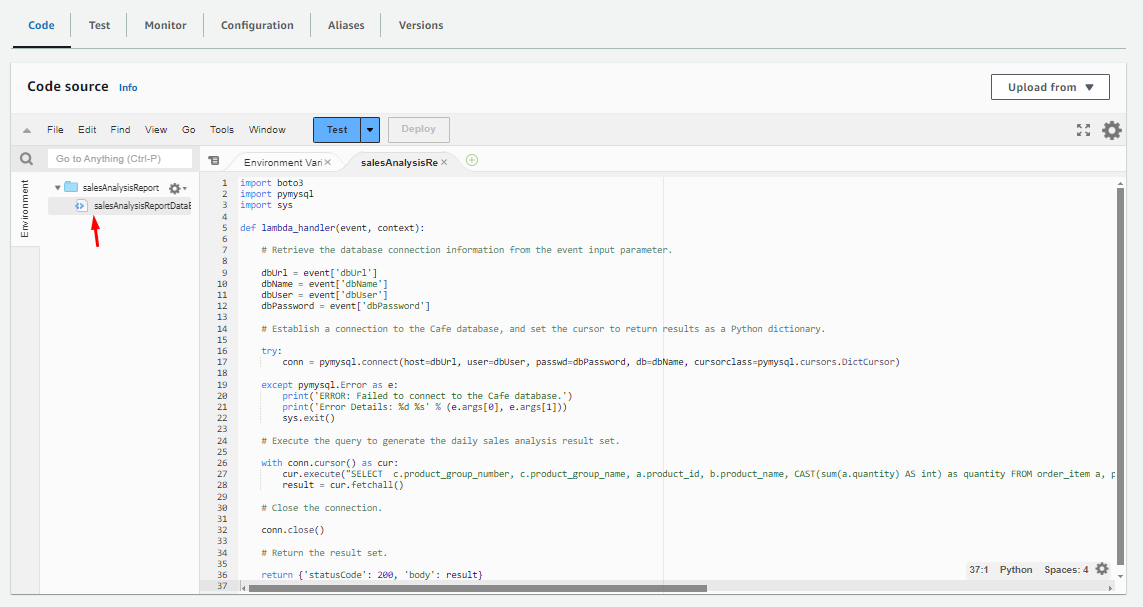 Code Test Monitor Configuration Aliases Versions
Code source Info
Upload from
File Edit Find View Go Tools Window Test Deploy
Go to Anything (Ctrl-P)
Environment Vari
salesAnalysisRe
Environment
salesAnalysisReport
salesAnalysisReportDataE
1 import boto3
2 import pymysql
3 import sys
4
5 def lambda_handler(event, context):
6
7 # Retrieve the database connection information from the event input parameter.
8
9 dbUrl = event['dbUrl']
10 dbName = event['dbName']
11 dbUser = event['dbUser']
12 dbPassword = event['dbPassword']
13
14 # Establish a connection to the Cafe database, and set the cursor to return results as a Python dictionary.
15
16 try:
17 conn = pymysql.connect(host=dbUrl, user=dbUser, passwd=dbPassword, db=dbName, cursorclass=pymysql.cursors.DictCursor)
18
19 except pymysql.Error as e:
20 print('ERROR: Failed to connect to the Cafe database.')
21 print('Error Details: %d %s' % (e.args[0], e.args[1]))
22 sys.exit()
23
24 # Execute the query to generate the daily sales analysis result set.
25
26 with conn.cursor() as cur:
27 cur.execute("SELECT  c.product_group_number, c.product_group_name, a.product_id, b.product_name, CAST(sum(a.quantity) AS int) as quantity FROM order_item a, p
28 result = cur.fetchall()
29
30 # Close the connection.
31
32 conn.close()
33
34 # Return the result set.
35
36 return {'statusCode': 200, 'body': result}
37
37:1 Python Spaces: 4